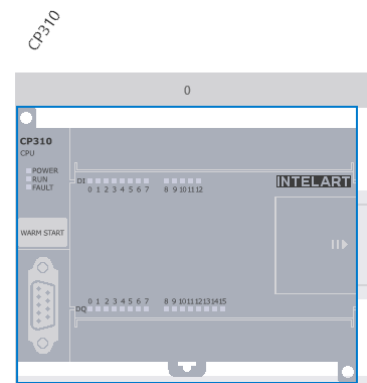 CP310
0
CP310
CPU
POWER
RUN
FAULT
DI
0 1 2 3 4 5 6 7 8 9 10 11 12
INTELART
WARM START
0 1 2 3 4 5 6 7 8 9 10 11 12 13 14 15
DQ